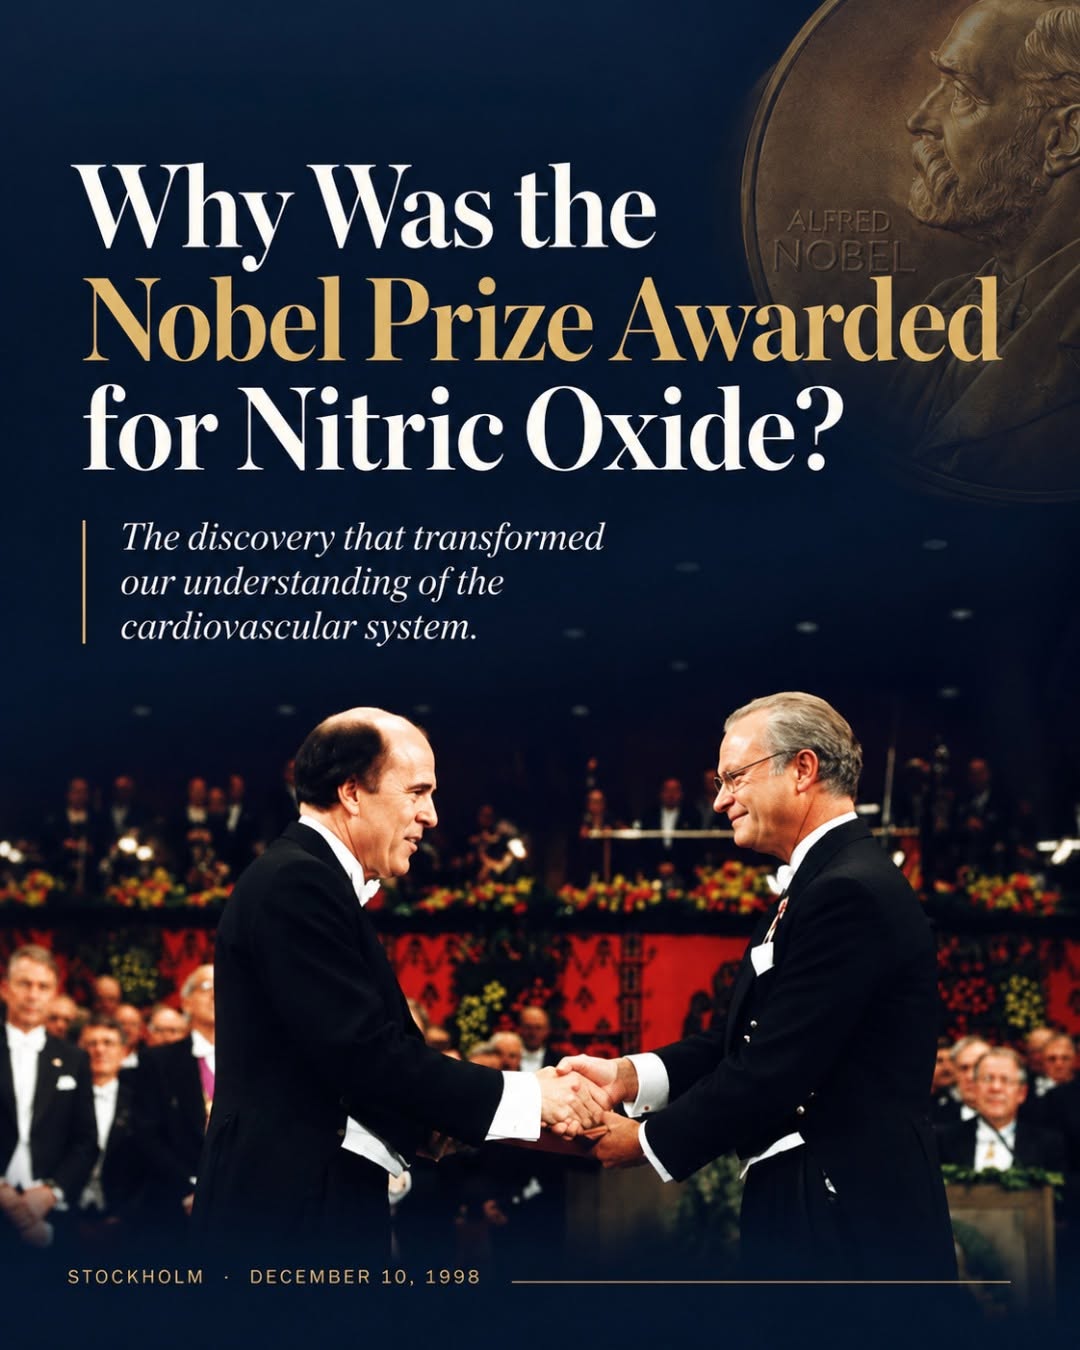 ALFRED
NOBEL
Why Was the
Nobel Prize Awarded
for Nitric Oxide?
The discovery that transformed
our understanding of the
cardiovascular system.
STOCKHOLM · DECEMBER 10, 1998